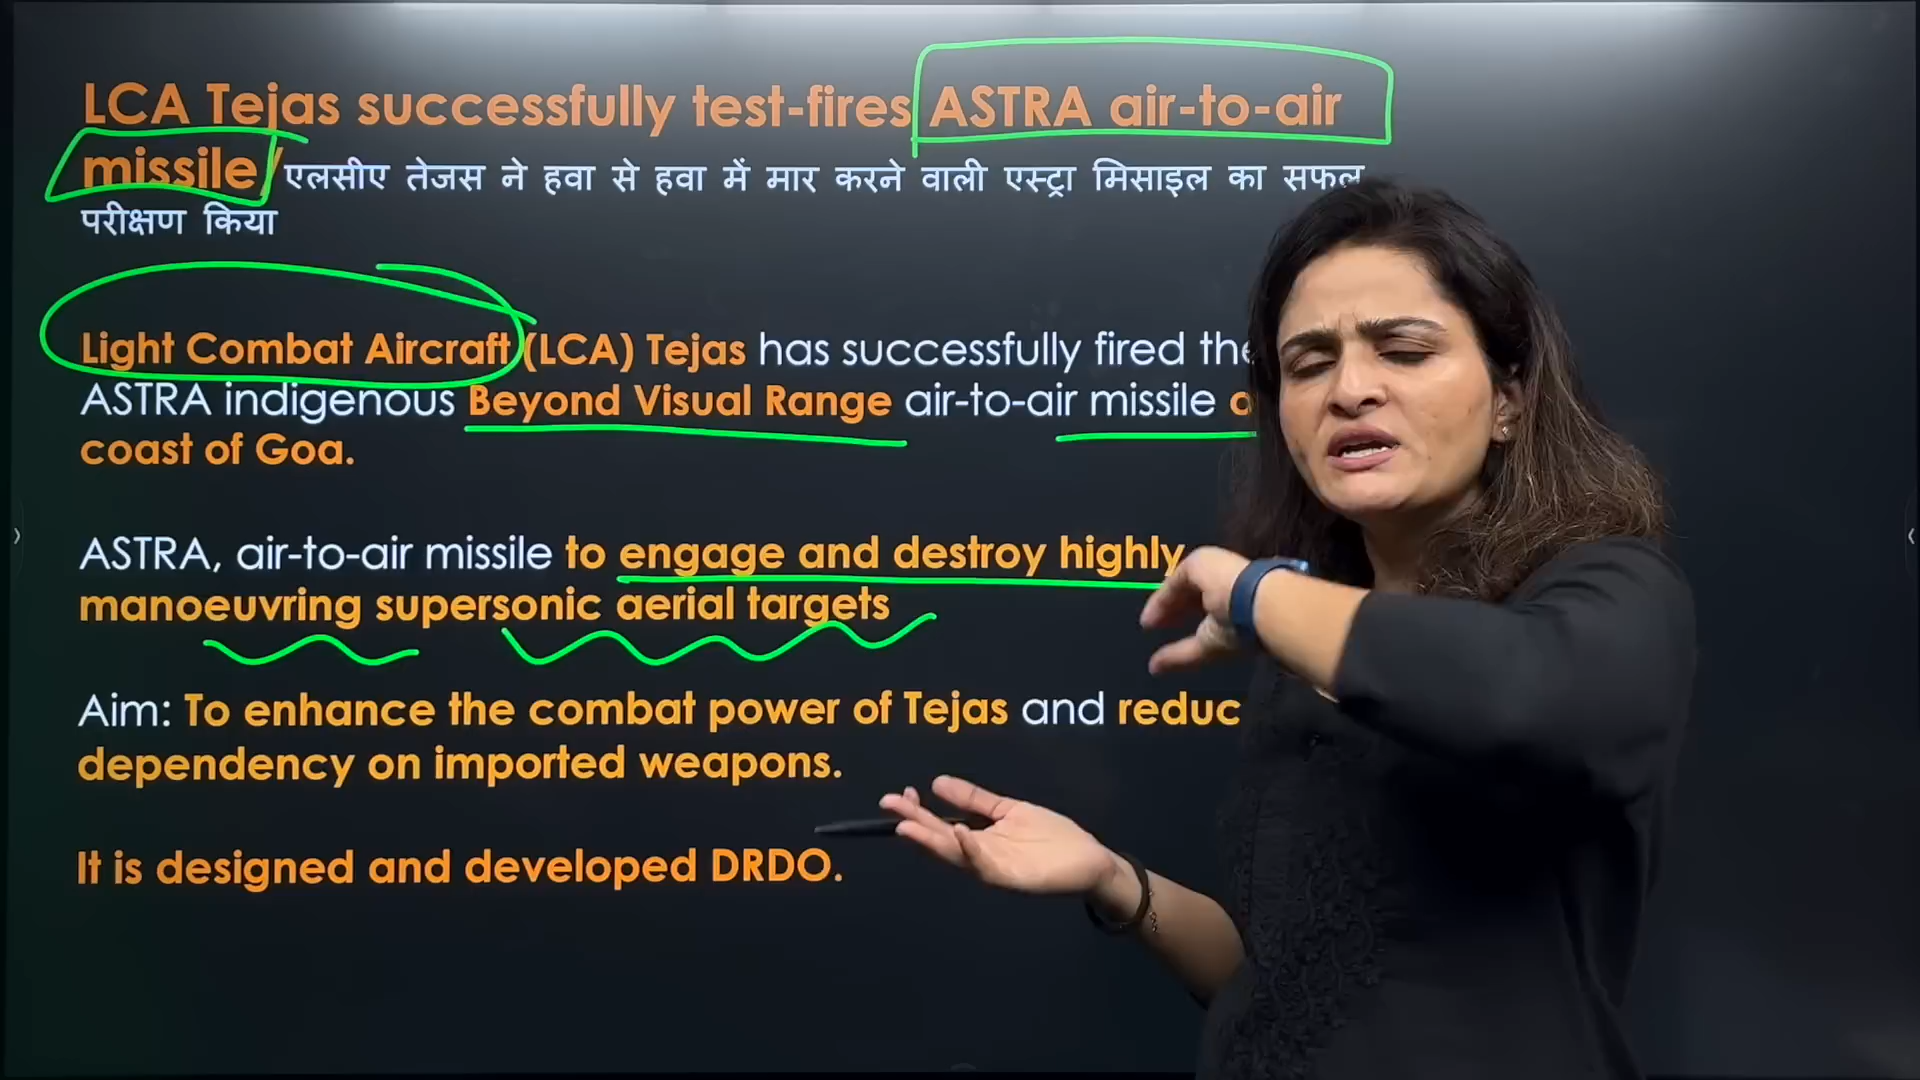 LCA Tejas successfully test-fires ASTRA air-to-air
missile/एलसीए तेजस ने हवा से हवा में मार करने वाली एस्ट्रा मिसाइल का सफल
परीक्षण किया
Light Combat Aircraft (LCA) Tejas has successfully fired the
ASTRA indigenous Beyond Visual Range air-to-air missile
coast of Goa.
ASTRA, air-to-air missile to engage and destroy highly
manoeuvring supersonic aerial targets
Aim: To enhance the combat power of Tejas and reduc
dependency on imported weapons.
It is designed and developed DRDO.